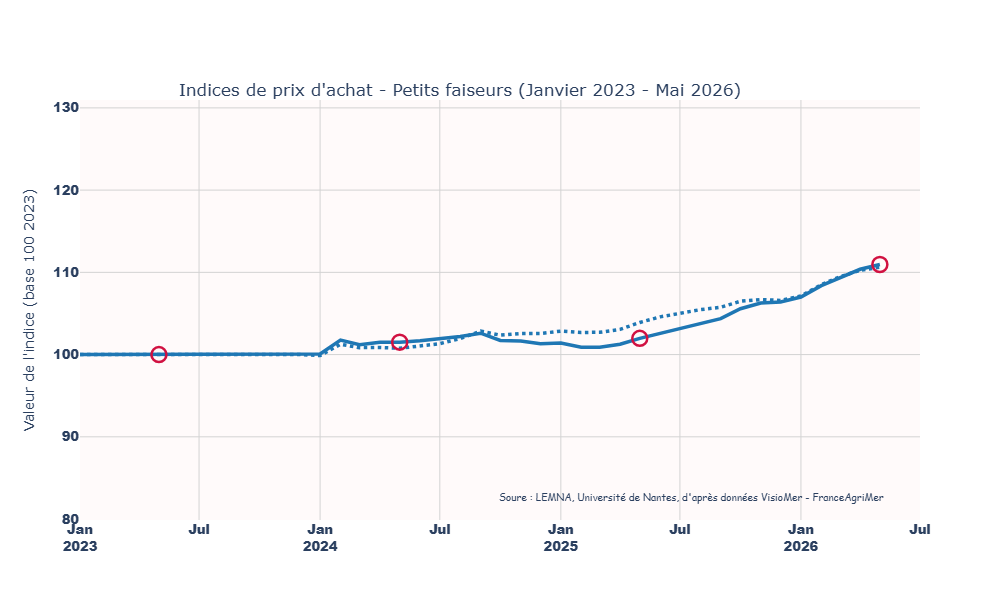 Indices de prix d'achat - Petits faiseurs (Janvier 2023 - Mai 2026)
Valeur de l'indice (base 100 2023)
130
120
110
100
90
80
Soure : LEMNA, Université de Nantes, d'après données VisioMer - FranceAgriMer
Jan Jul Jan Jul Jan Jul Jan Jul
2023 2024 2025 2026